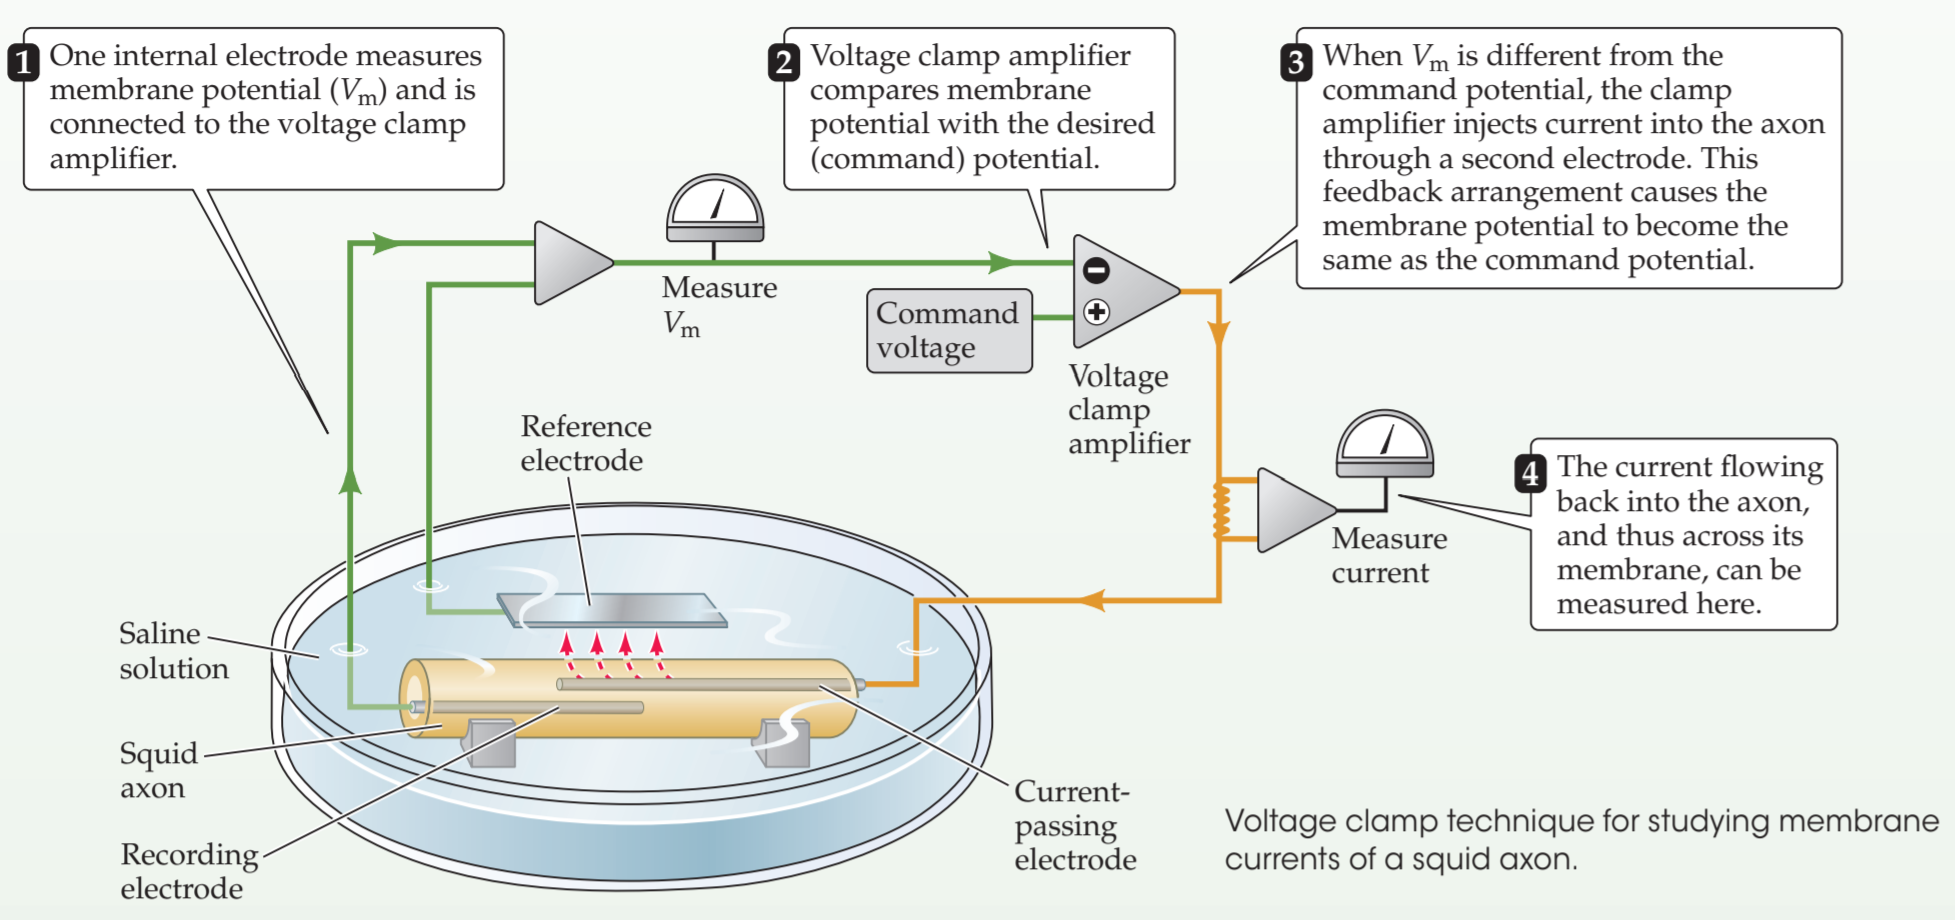 1 One internal electrode measures
membrane potential (Vm) and is
connected to the voltage clamp
amplifier.
2 Voltage clamp amplifier
compares membrane
potential with the desired
(command) potential.
3 When Vm is different from the
command potential, the clamp
amplifier injects current into the axon
through a second electrode. This
feedback arrangement causes the
membrane potential to become the
same as the command potential.
Measure
Vm
−
+
Command
voltage
Voltage
clamp
amplifier
Reference
electrode
4 The current flowing
back into the axon,
and thus across its
membrane, can be
measured here.
Measure
current
Saline
solution
Squid
axon
Recording
electrode
Current-
passing
electrode
Voltage clamp technique for studying membrane
currents of a squid axon.